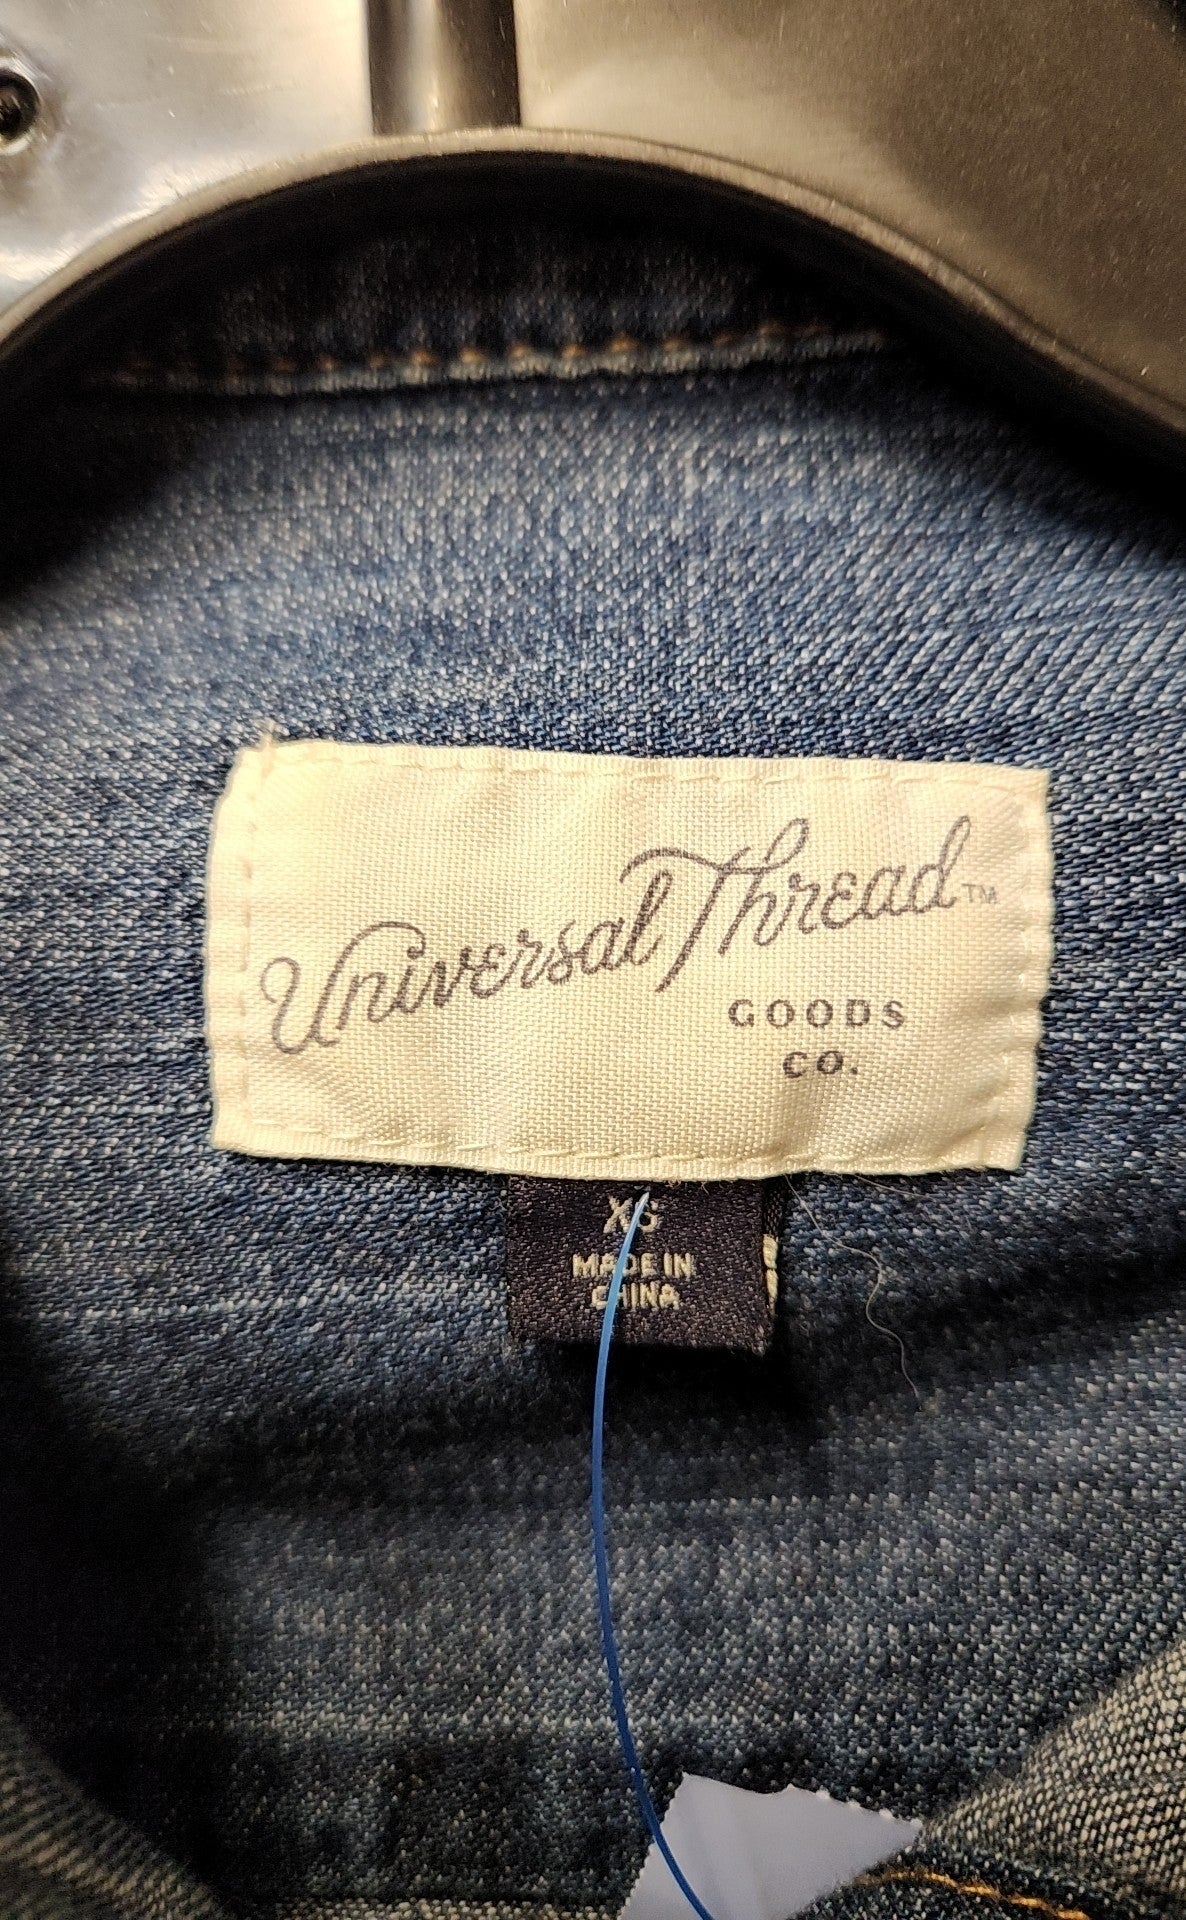 Universal Thread™
GOODS
CO.
XS
MADE IN
CHINA